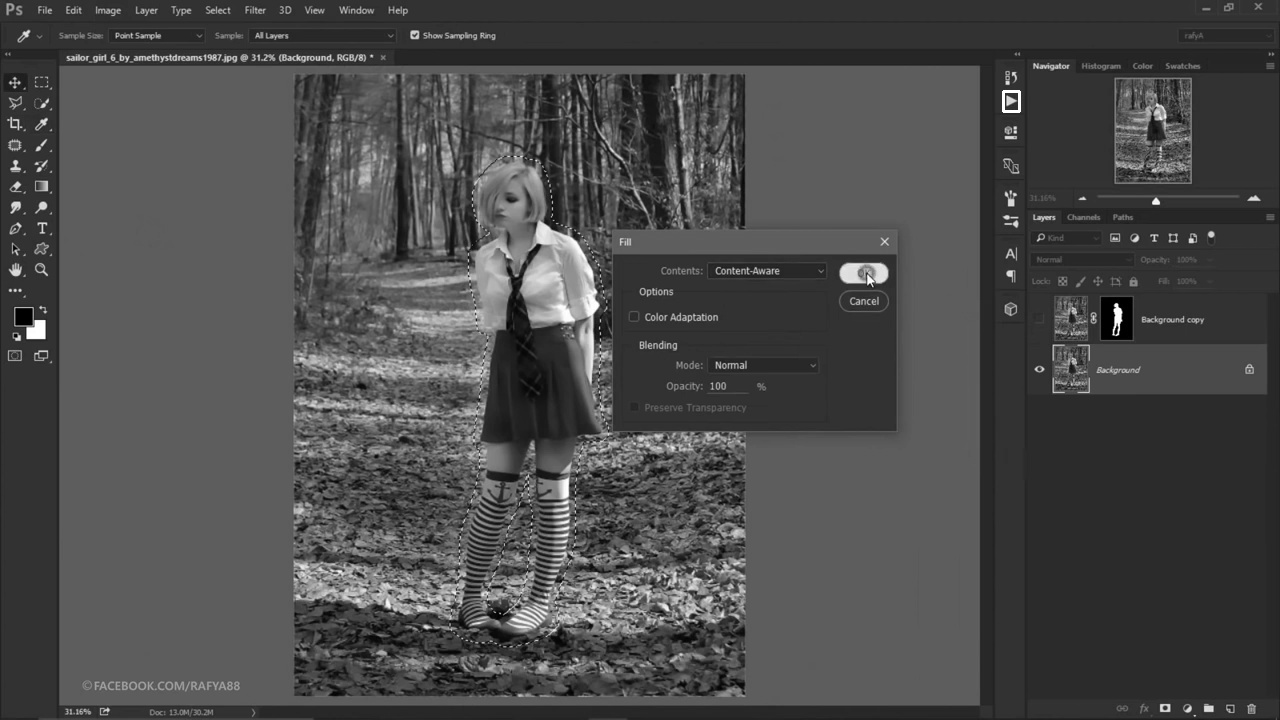 Ps File Edit Image Layer Type Select Filter 3D View Window Help
Sample Size: Point Sample Sample: All Layers Show Sampling Ring rafyA
sailor_girl_6_by_amethystdreams1987.jpg @ 31.2% (Background, RGB/8) *
Navigator Histogram Color Swatches
31.16%
Layers Channels Paths
Kind
Normal Opacity: 100%
Lock: Fill: 100%
Background copy
Background
Fill
Contents: Content-Aware
Options
Cancel
Color Adaptation
Blending
Mode: Normal
Opacity: 100 %
Preserve Transparency
©FACEBOOK.COM/RAFYA88
31.16% Doc: 13.0M/30.2M